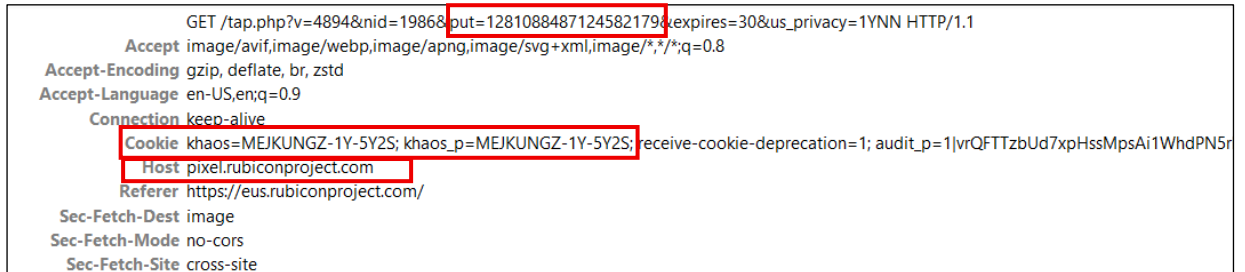 GET /tap.php?v=4894&nid=1986&put=1281088487124582179&expires=30&us_privacy=1YNN HTTP/1.1
Accept image/avif,image/webp,image/apng,image/svg+xml,image/*,*/*;q=0.8
Accept-Encoding gzip, deflate, br, zstd
Accept-Language en-US,en;q=0.9
Connection keep-alive
Cookie khaos=MEJKUNGZ-1Y-5Y2S; khaos_p=MEJKUNGZ-1Y-5Y2S; receive-cookie-deprecation=1; audit_p=1|vrQFTTzbUd7xpHssMpsAi1WhdPN5r
Host pixel.rubiconproject.com
Referer https://eus.rubiconproject.com/
Sec-Fetch-Dest image
Sec-Fetch-Mode no-cors
Sec-Fetch-Site cross-site